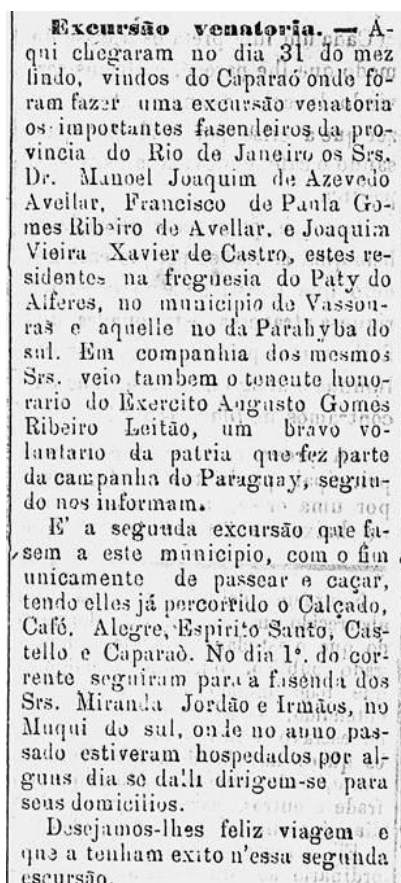 Excursão venatoria. — A-
qui chegaram no dia 31 do mez
lindo, vindos do Caparaò onde fo-
ram fazer uma excursão venatoria
os importantes fasendeiros da pro-
vincia do Rio de Janeiro os Srs.
Dr. Manoel Joaquim de Azevedo
Avellar, Francisco de Paula Go-
mes Ribeiro de Avellar. e Joaquim
Vieira Xavier de Castro, estes re-
sidentes na freguesia do Paty do
Alferes, no municipio de Vassou-
ras e aquelle no da Parahyba do
sul. Em companhia dos mesmos
Srs. veio tambem o tenente hono-
rario do Exercito Augusto Gomes
Ribeiro Leitão, um bravo vo-
luntario da patria que fez parte
da campanha do Paraguay, segun-
do nos informam.
E' a segunda excursão que fa-
sem a este municipio, com o fim
unicamente de passear e caçar,
tendo elles já percorrido o Calçado,
Café, Alegre, Espirito Santo, Cas-
tello e Caparaò. No dia 1º. do cor-
rente seguiram para a fasenda dos
Srs. Miranda Jordão e Irmãos, no
Muqui do sul, onde no anno pas-
sado estiveram hospedados por al-
guns dia se dalli dirigem-se para
seus domicilios.
Desejamos-lhes feliz viagem e
que a tenham exito n'essa segunda
escursão.